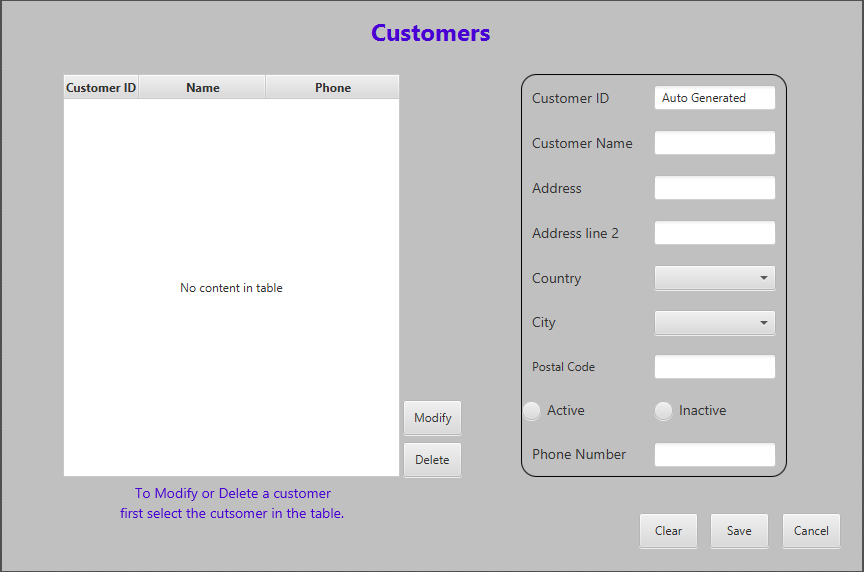 Customers
Customer ID Name Phone
No content in table
Modify
Delete
To Modify or Delete a customer
first select the cutsomer in the table.
Customer ID Auto Generated
Customer Name
Address
Address line 2
Country
City
Postal Code
Active Inactive
Phone Number
Clear Save Cancel